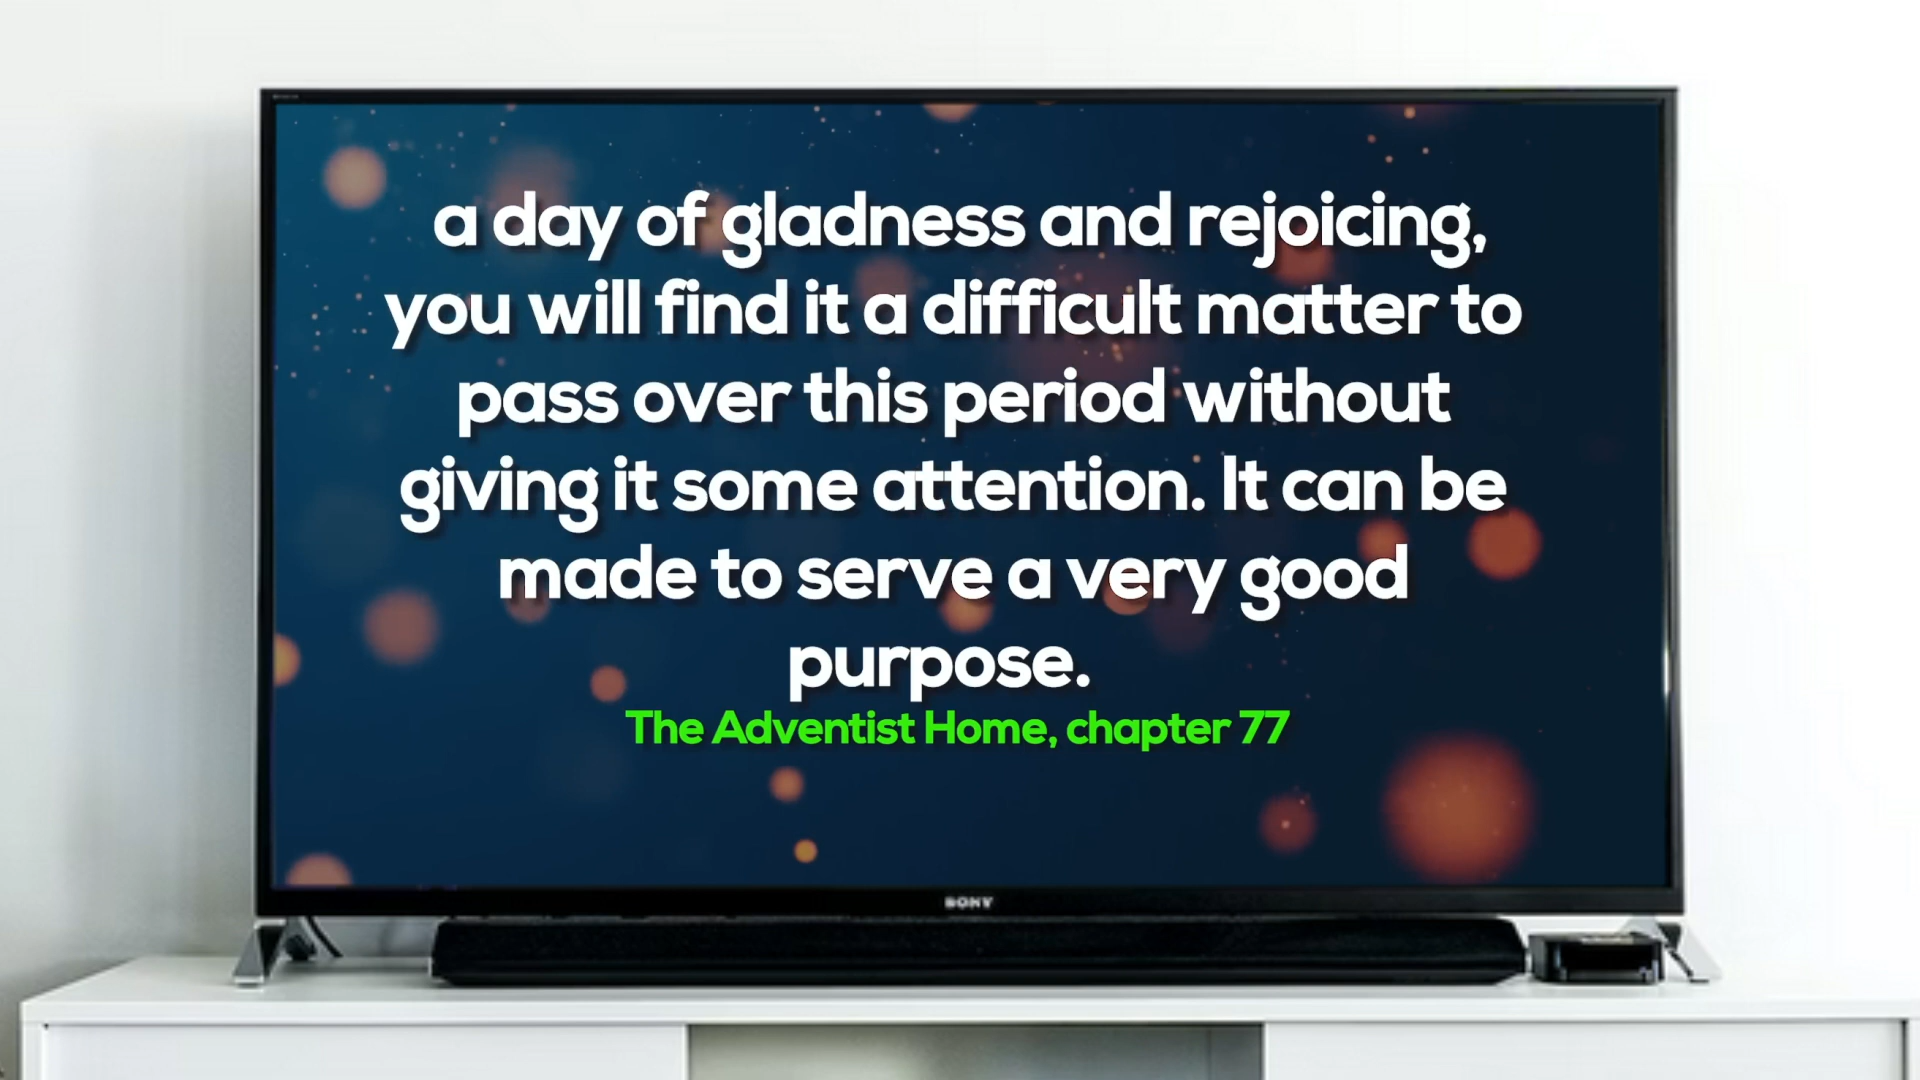 a day of gladness and rejoicing,
you will find it a difficult matter to
pass over this period without
giving it some attention. It can be
made to serve a very good
purpose.
The Adventist Home, chapter 77
SONY